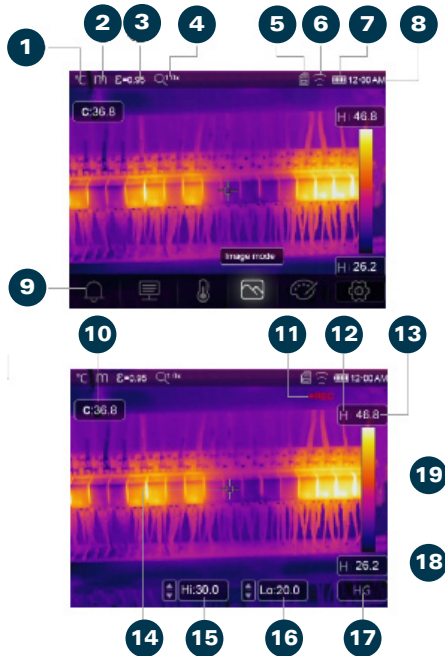 1 2 3 4 5 6 7 8
°C m Ɛ=0.95 12:00 AM
C:36.8 H 46.8
Image mode
H 26.2
9
10 11 12 13
°C m Ɛ=0.95 12:00 AM
REC
C:36.8 H 46.8
19
18
H 26.2
Hi:30.0 Lo:20.0 HG
14 15 16 17